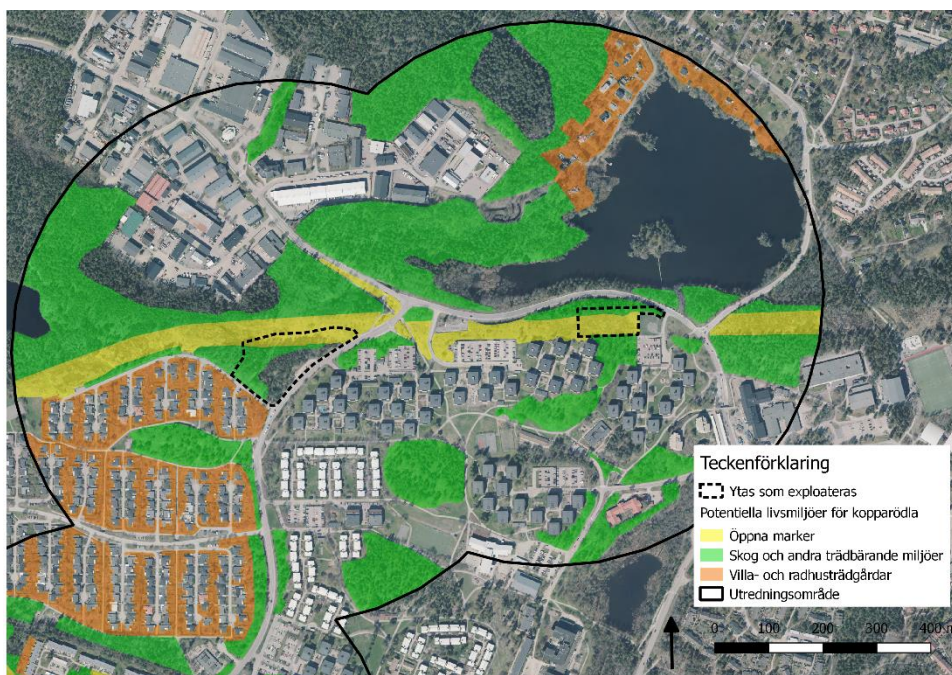 Teckenförklaring
Ytas som exploateras
Potentiella livsmiljöer för kopparödla
Öppna marker
Skog och andra trädbärande miljöer
Villa- och radhusträdgårdar
Utredningsområde
0 100 200 300 400 m